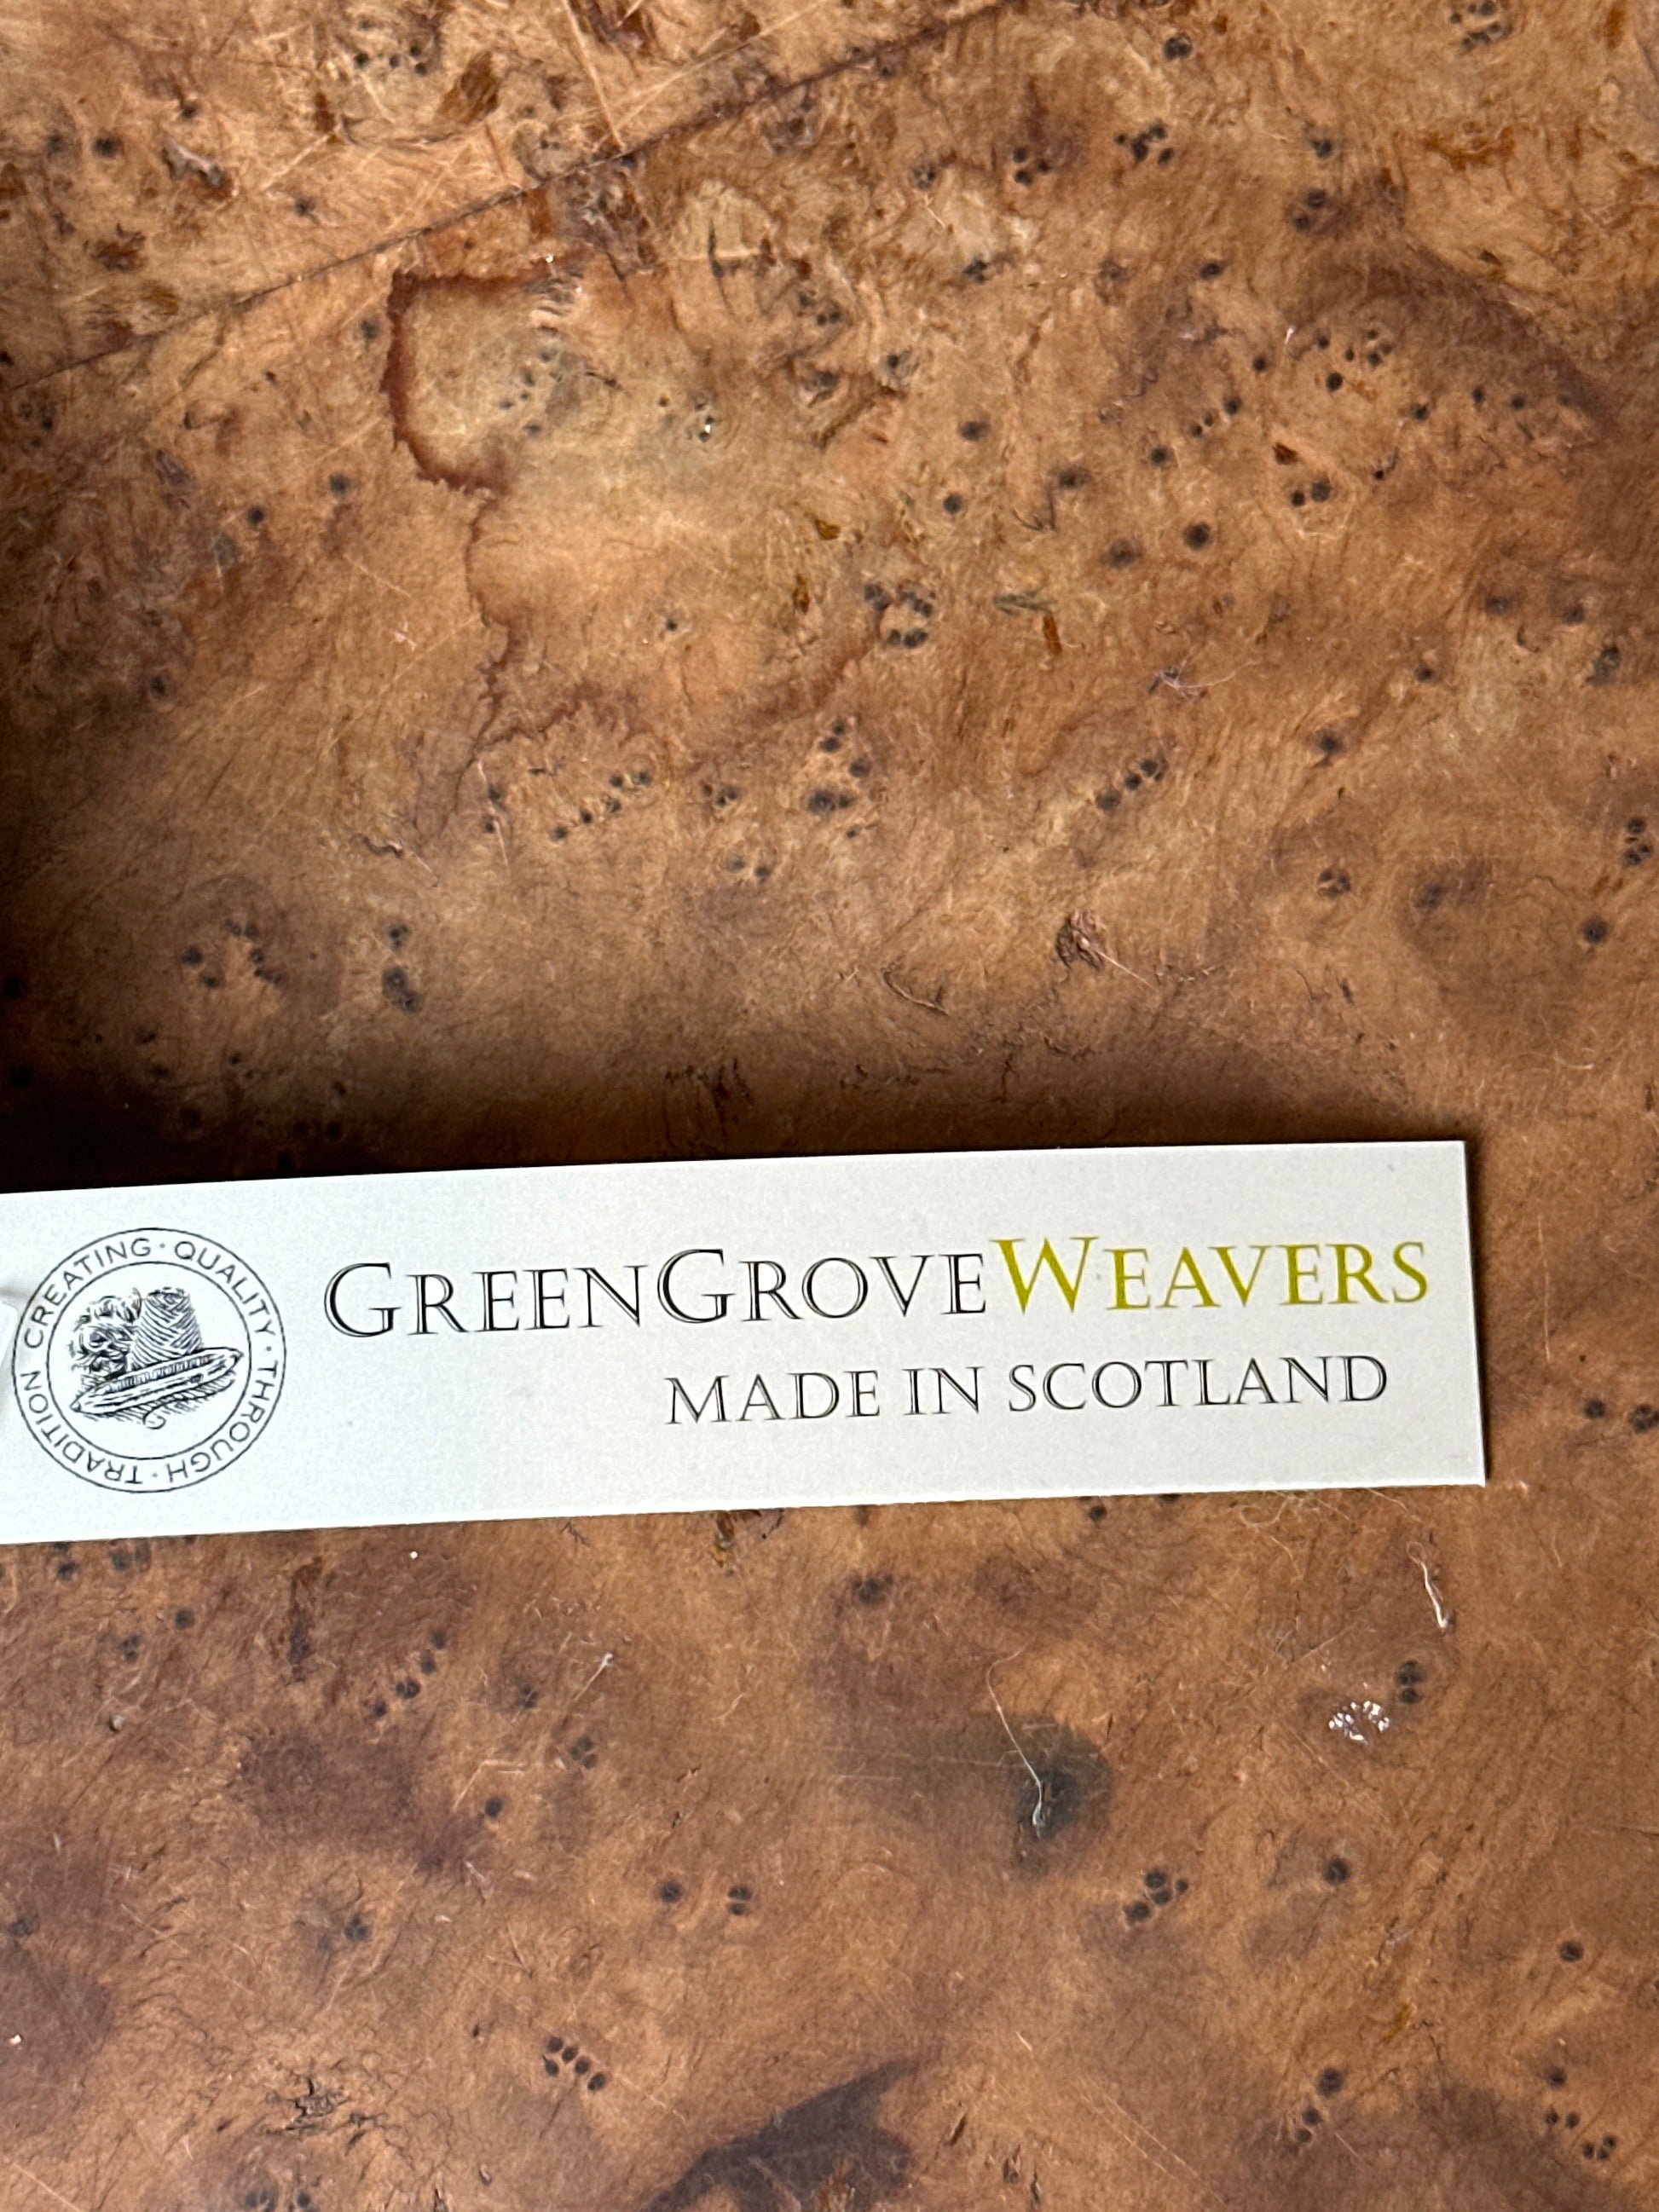 CREATING · QUALITY · THROUGH · TRADITION
GREENGROVEWEAVERS
MADE IN SCOTLAND